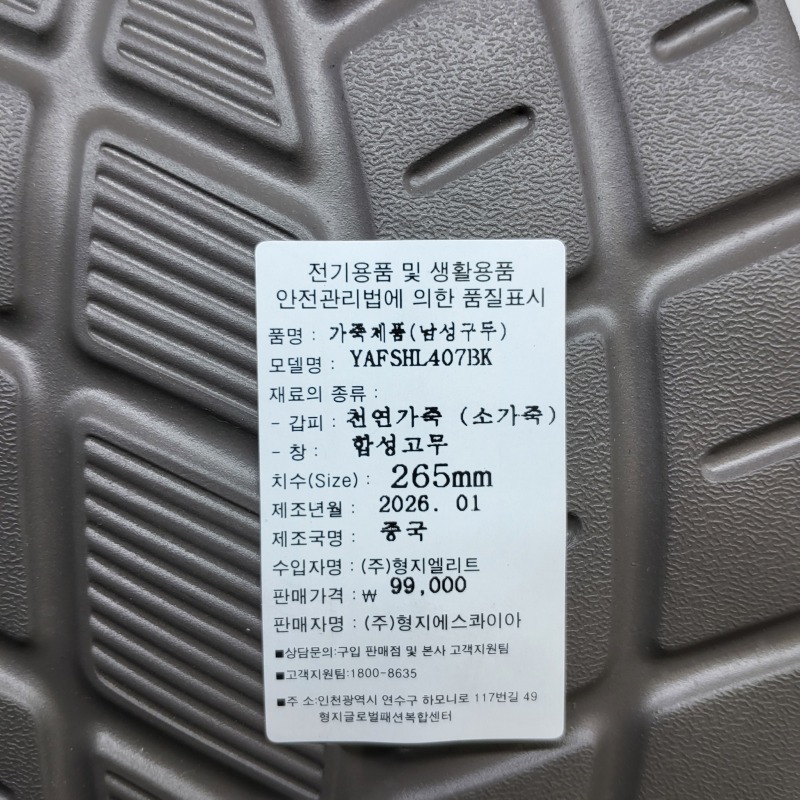 전기용품 및 생활용품
안전관리법에 의한 품질표시
품명 : 가죽제품(남성구두)
모델명 : YAFSHL407BK
재료의 종류 :
- 갑피 : 천연가죽 (소가죽)
- 창 : 합성고무
치수(Size) : 265mm
제조년월 : 2026. 01
제조국명 : 중국
수입자명 : (주)형지엘리트
판매가격 : ₩ 99,000
판매자명 : (주)형지에스콰이아
■상담문의:구입 판매점 및 본사 고객지원팀
■고객지원팀:1800-8635
■주 소:인천광역시 연수구 하모니로 117번길 49
형지글로벌패션복합센터